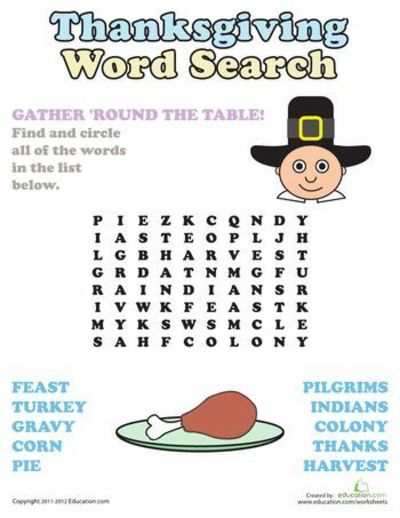 Thanksgiving
Word Search
GATHER 'ROUND THE TABLE!
Find and circle
all of the words
in the list
below.
P I E Z K C Q N D Y
I A S T E O P L J H
L G B H A R V E S T
G R D A T N M G F U
R A I N D I A N S R
I V W K F E A S T K
M Y K S W S M C L E
S A H F C O L O N Y
FEAST
TURKEY
GRAVY
CORN
PIE
PILGRIMS
INDIANS
COLONY
THANKS
HARVEST
Copyright 2011-2012 Education.com
Created by: education.com
www.education.com/worksheets